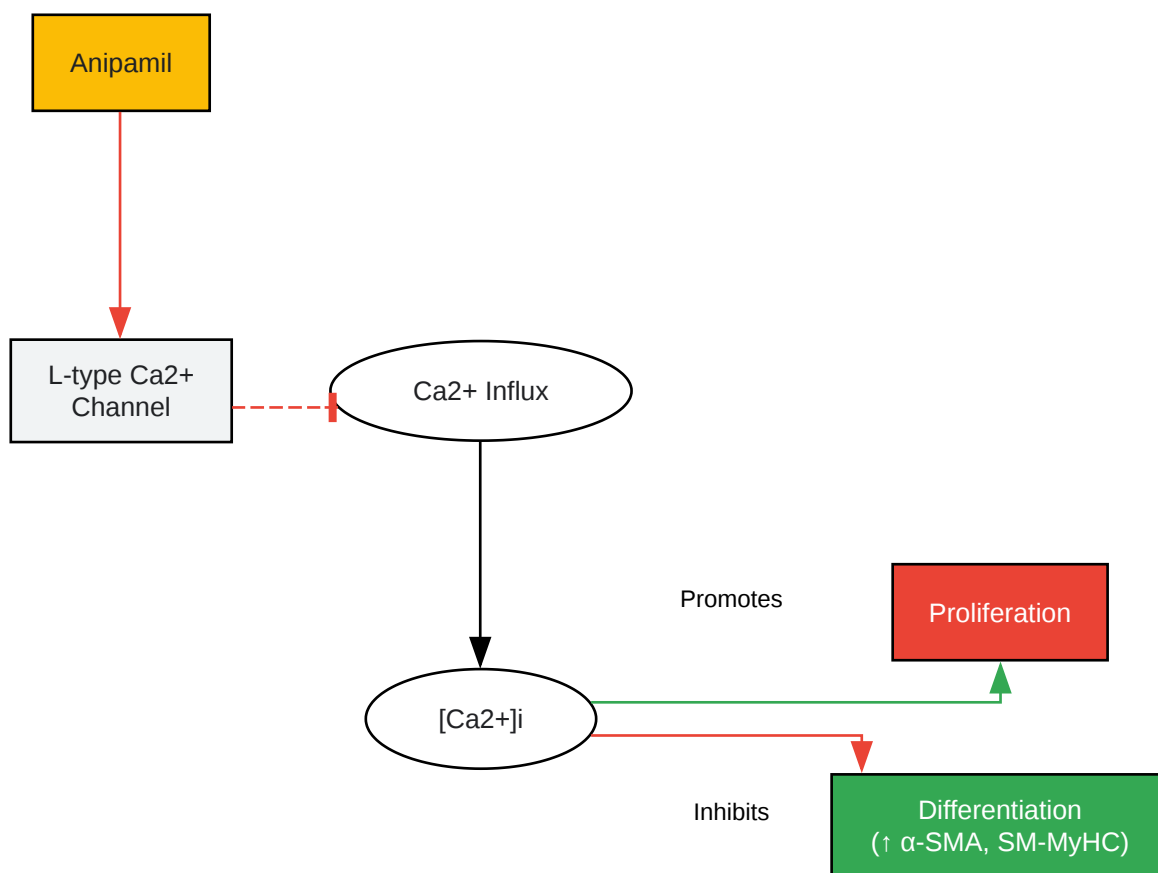 Anipamil
L-type Ca2+
Channel
Ca2+ Influx
Promotes
Proliferation
[Ca2+]i
Inhibits
Differentiation
(↑ α-SMA, SM-MyHC)